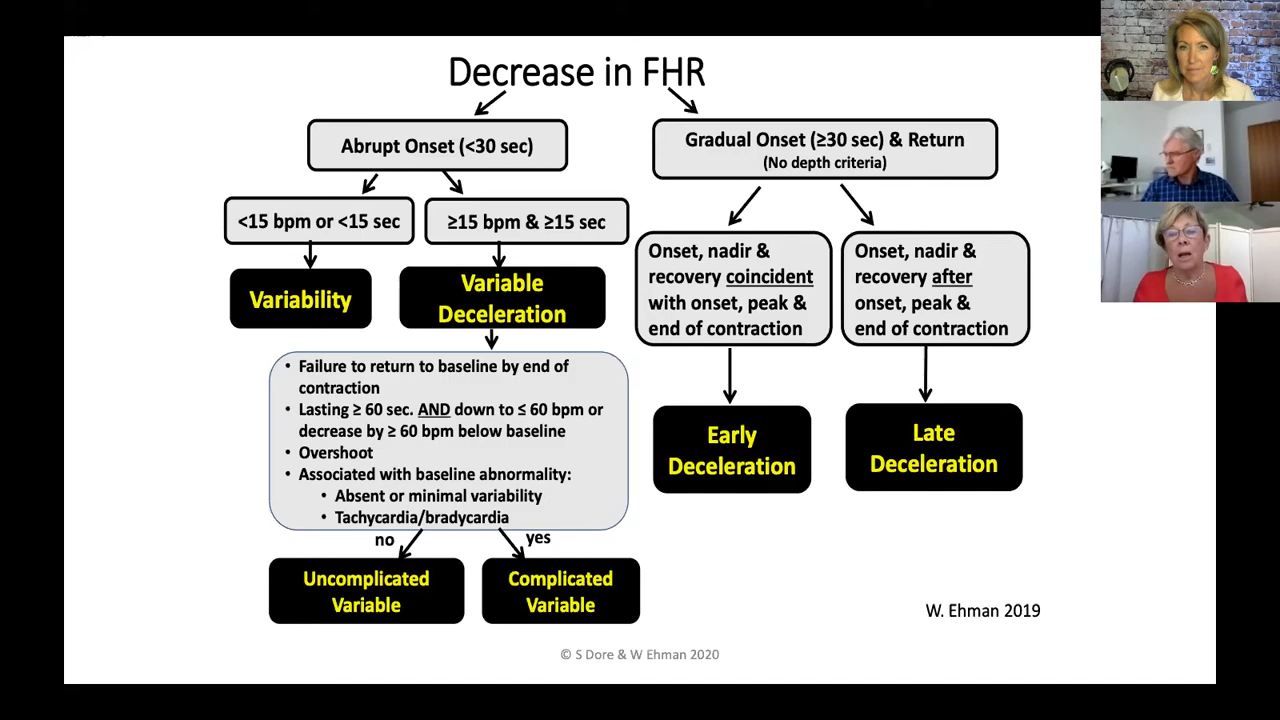 Decrease in FHR
Abrupt Onset (<30 sec)
Gradual Onset (≥30 sec) & Return
(No depth criteria)
<15 bpm or <15 sec
≥15 bpm & ≥15 sec
Variability
Variable
Deceleration
Onset, nadir &
recovery coincident
with onset, peak &
end of contraction
Onset, nadir &
recovery after
onset, peak &
end of contraction
• Failure to return to baseline by end of
contraction
• Lasting ≥ 60 sec. AND down to ≤ 60 bpm or
decrease by ≥ 60 bpm below baseline
• Overshoot
• Associated with baseline abnormality:
• Absent or minimal variability
• Tachycardia/bradycardia
Early
Deceleration
Late
Deceleration
no
yes
Uncomplicated
Variable
Complicated
Variable
W. Ehman 2019
© S Dore & W Ehman 2020